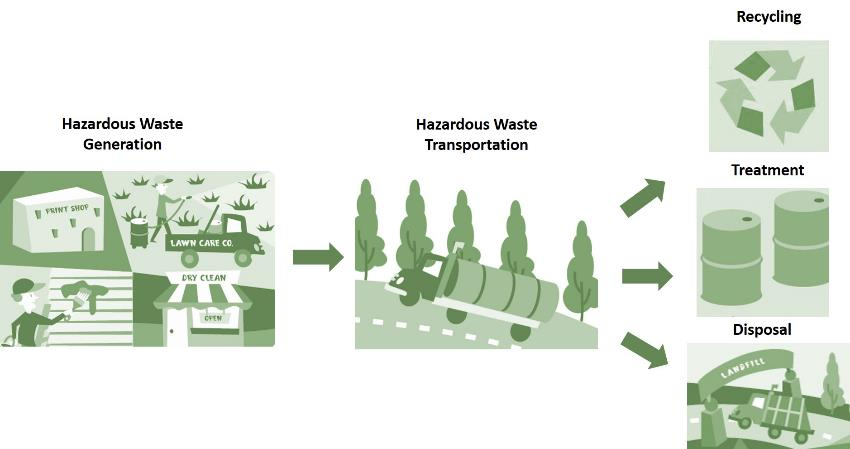 Hazardous Waste
Generation
PRINT SHOP
LAWN CARE CO.
DRY CLEAN
OPEN
Hazardous Waste
Transportation
Recycling
Treatment
Disposal
LANDFILL